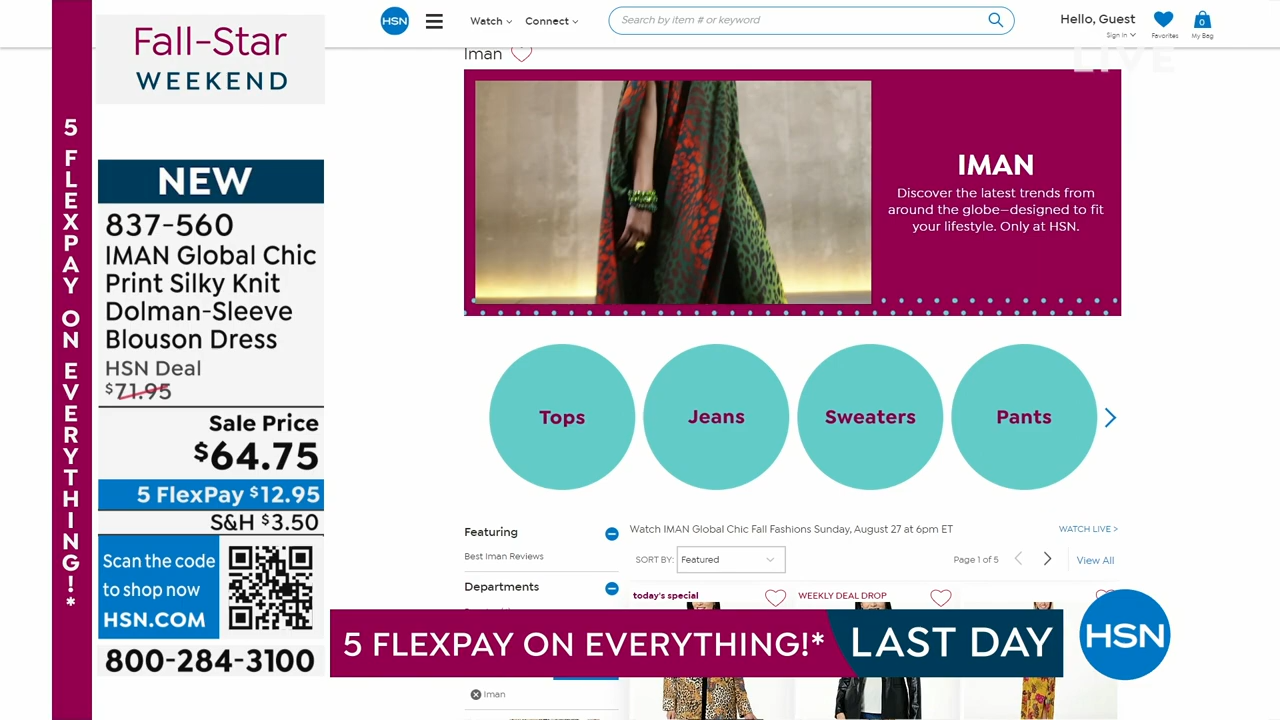 5 FLEXPAY ON EVERYTHING!*
Fall-Star
WEEKEND
NEW
837-560
IMAN Global Chic
Print Silky Knit
Dolman-Sleeve
Blouson Dress
HSN Deal
$71.95
Sale Price
$64.75
5 FlexPay $12.95
S&H $3.50
Scan the code
to shop now
HSN.COM
800-284-3100
HSN
Watch
Connect
Search by item # or keyword
Hello, Guest
Sign In
Favorites
0
My Bag
LIVE
Iman
IMAN
Discover the latest trends from
around the globe—designed to fit
your lifestyle. Only at HSN.
Tops
Jeans
Sweaters
Pants
Featuring
Best Iman Reviews
Departments
Watch IMAN Global Chic Fall Fashions Sunday, August 27 at 6pm ET
WATCH LIVE >
SORT BY:
Featured
Page 1 of 5
View All
today's special
WEEKLY DEAL DROP
5 FLEXPAY ON EVERYTHING!*
LAST DAY
HSN
Iman